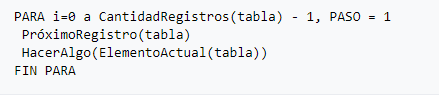 PARA i=0 a CantidadRegistros(tabla) - 1, PASO = 1
PróximoRegistro(tabla)
HacerAlgo(ElementoActual(tabla))
FIN PARA